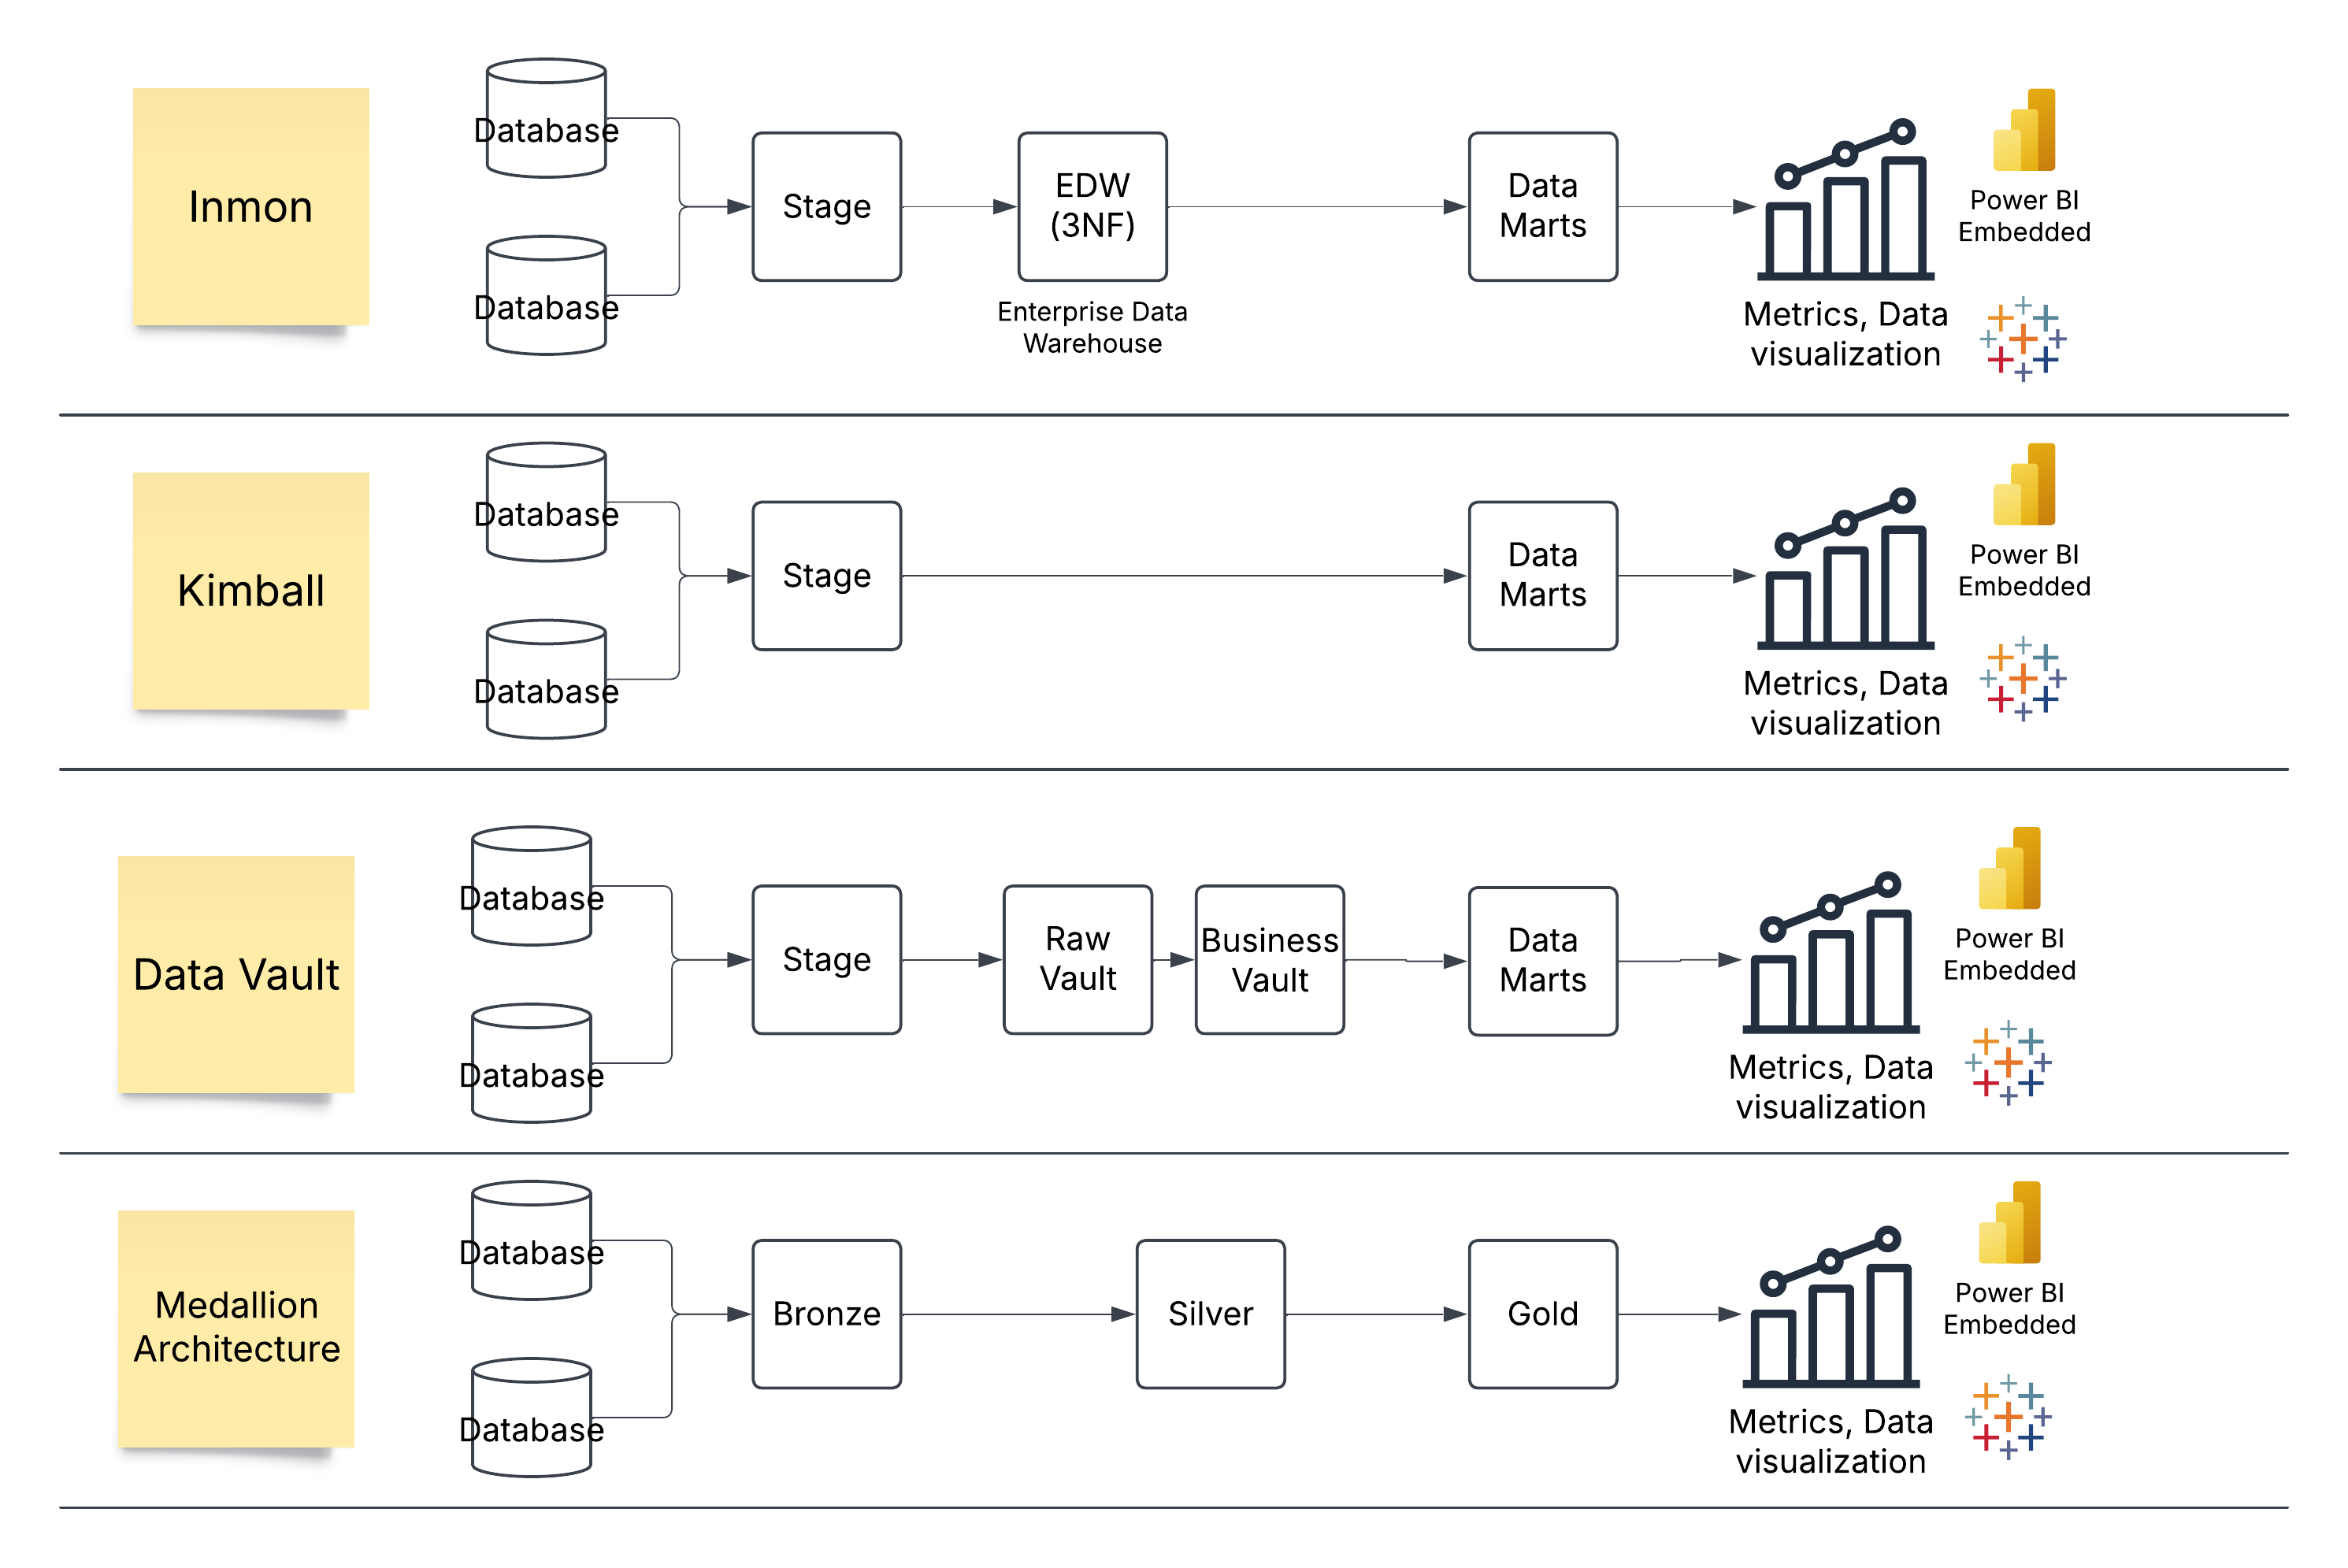 Inmon
Database
Database
Stage
EDW
(3NF)
Enterprise Data
Warehouse
Data
Marts
Metrics, Data
visualization
Power BI
Embedded
Kimball
Database
Database
Stage
Data
Marts
Metrics, Data
visualization
Power BI
Embedded
Data Vault
Database
Database
Stage
Raw
Vault
Business
Vault
Data
Marts
Metrics, Data
visualization
Power BI
Embedded
Medallion
Architecture
Database
Database
Bronze
Silver
Gold
Metrics, Data
visualization
Power BI
Embedded